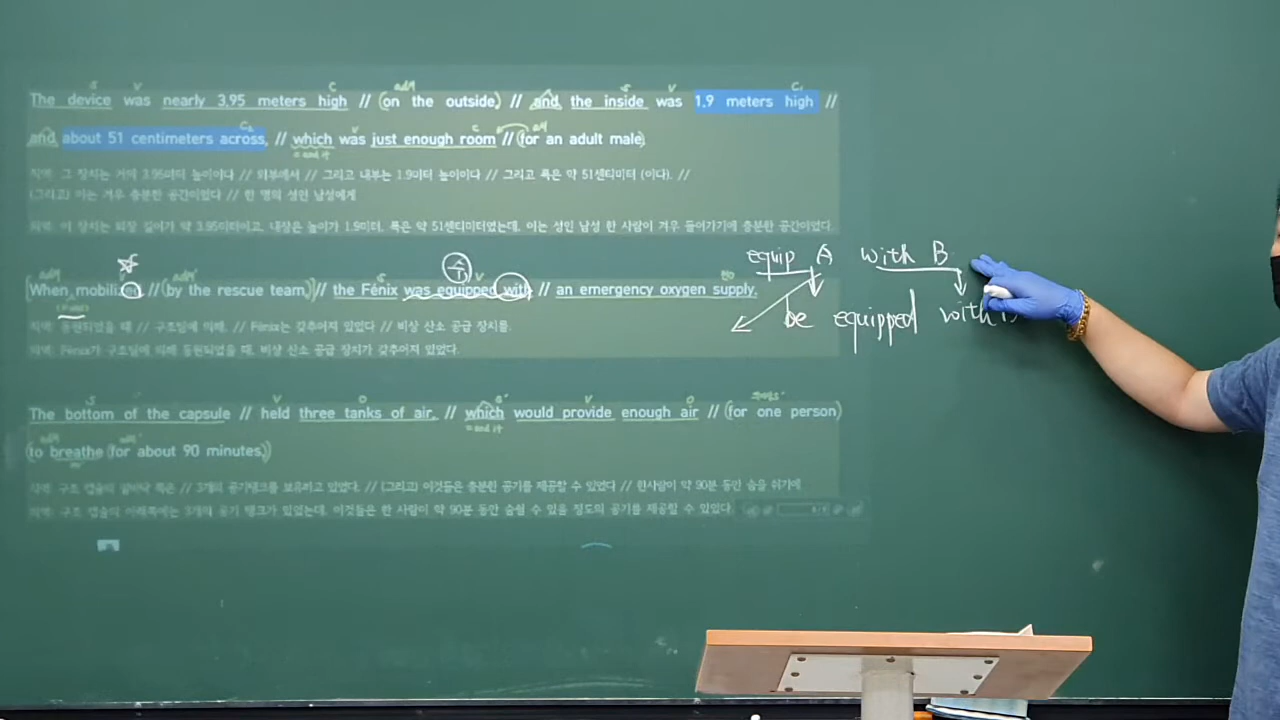 The device was nearly 3.95 meters high // (on the outside,) // and the inside was 1.9 meters high //
and about 51 centimeters across, // which was just enough room // (for an adult male).
= and it
직역: 그 장치는 거의 3.95미터 높이이다 // 외부에서 // 그리고 내부는 1.9미터 높이이다 // 그리고 폭은 약 51센티미터 (이다). //
(그리고) 이는 겨우 충분한 공간이었다 // 한 명의 성인 남성에게
의역: 이 장치는 외장 길이가 약 3.95미터이고, 내장은 높이가 1.9미터, 폭은 약 51센티미터였는데, 이는 성인 남성 한 사람이 겨우 들어가기에 충분한 공간이었다.
equip A with B
(When mobilized // (by the rescue team,)) // the Fénix was equipped with // an emergency oxygen supply.
be equipped with B
직역: 동원되었을 때 // 구조팀에 의해, // Fénix는 갖추어져 있었다 // 비상 산소 공급 장치를.
의역: Fénix가 구조팀에 의해 동원되었을 때, 비상 산소 공급 장치가 갖추어져 있었다.
The bottom of the capsule // held three tanks of air, // which would provide enough air // (for one person)
= and it
(to breathe (for about 90 minutes.))
직역: 구조 캡슐의 밑바닥 쪽은 // 3개의 공기탱크를 보유하고 있었다. // (그리고) 이것들은 충분한 공기를 제공할 수 있었다 // 한사람이 약 90분 동안 숨을 쉬기에
의역: 구조 캡슐의 아래쪽에는 3개의 공기 탱크가 있었는데, 이것들은 한 사람이 약 90분 동안 숨쉴 수 있을 정도의 공기를 제공할 수 있었다.